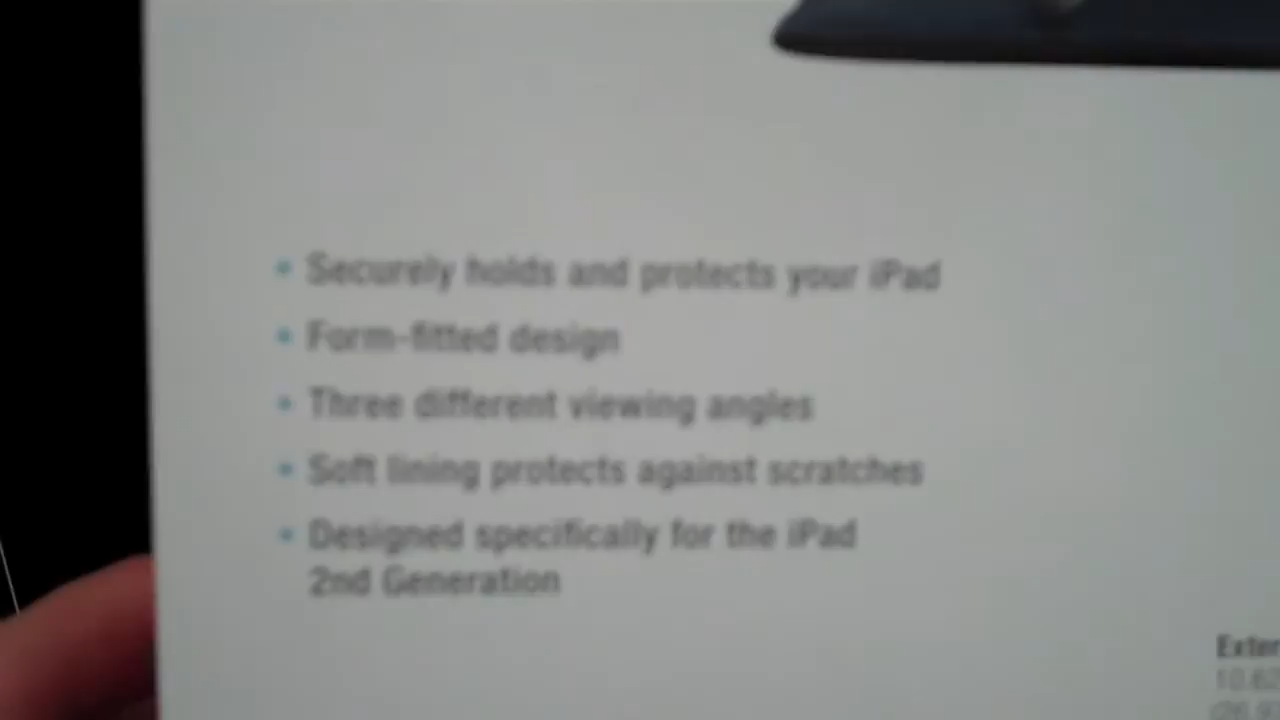 • Securely holds and protects your iPad
• Form-fitted design
• Three different viewing angles
• Soft lining protects against scratches
• Designed specifically for the iPad
2nd Generation